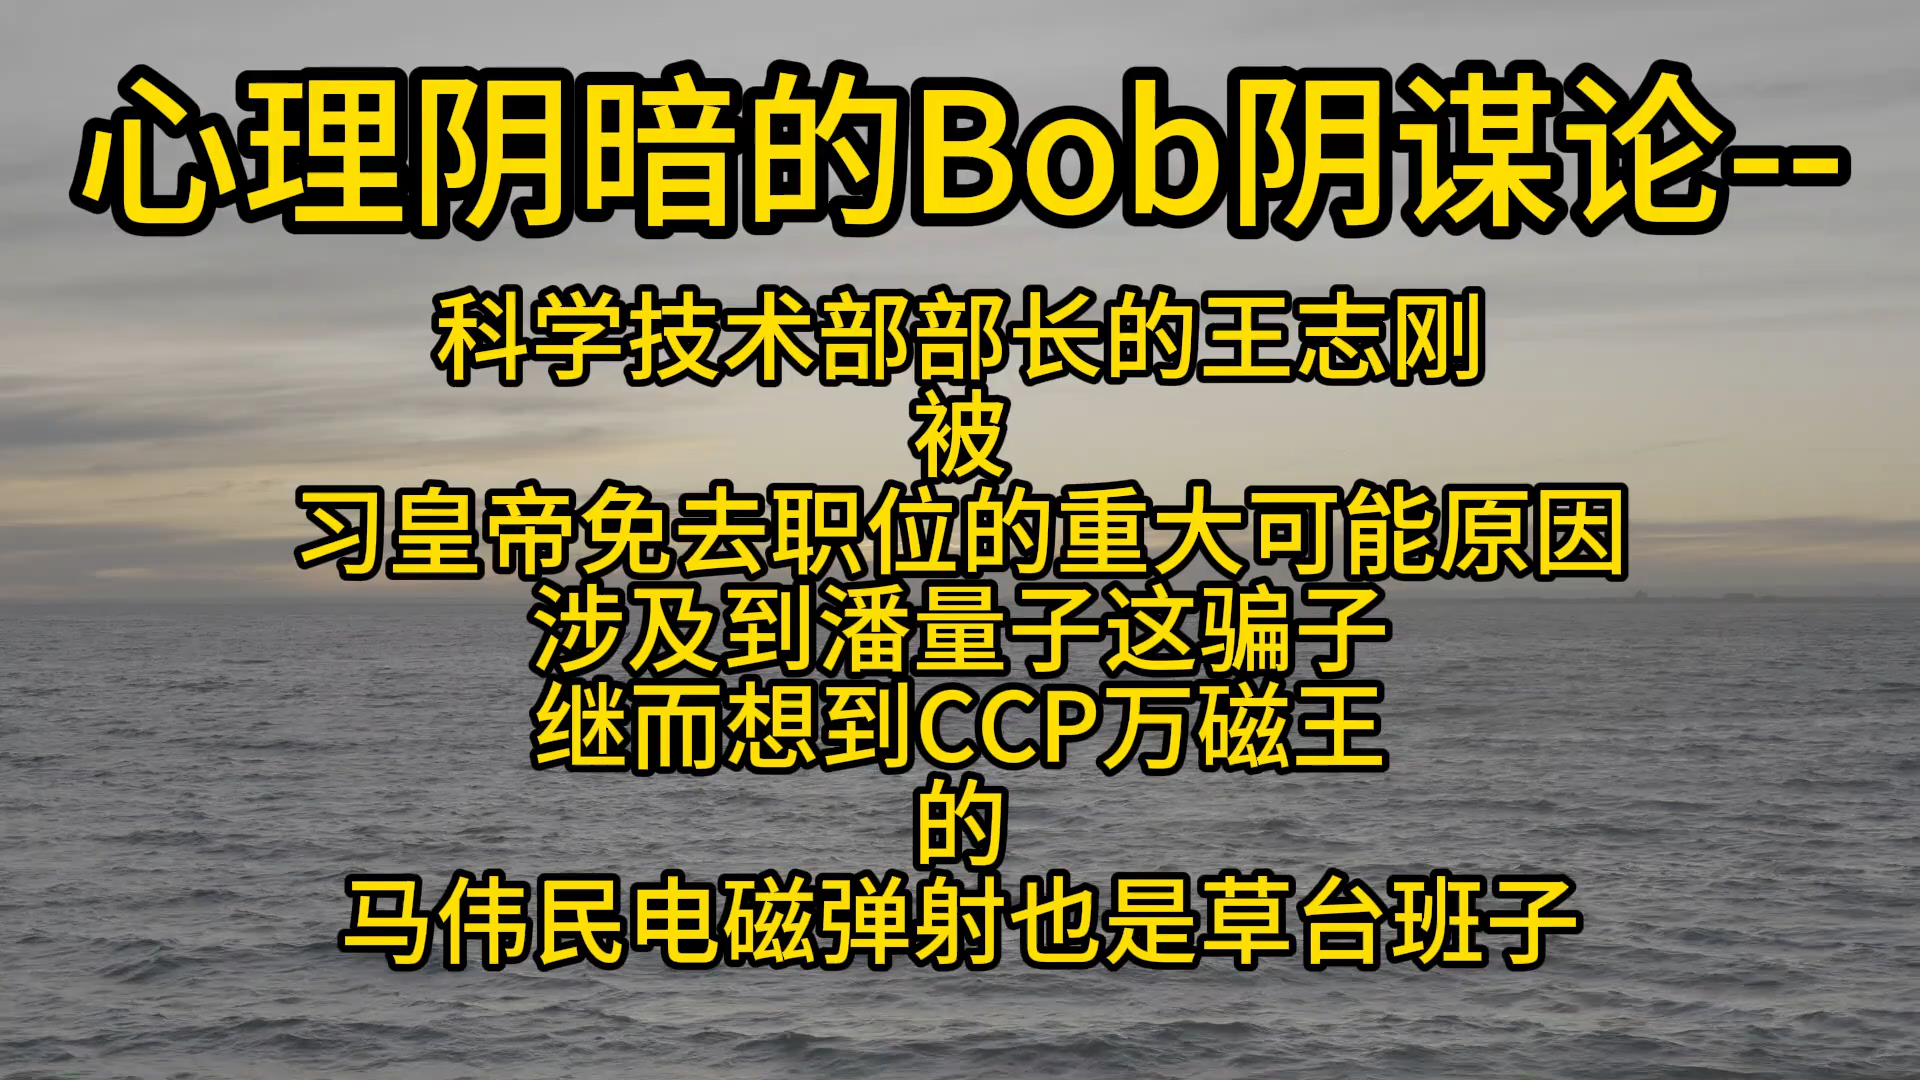 心理阴暗的Bob阴谋论--
科学技术部部长的王志刚
被
习皇帝免去职位的重大可能原因
涉及到潘量子这骗子
继而想到CCP万磁王
的
马伟民电磁弹射也是草台班子